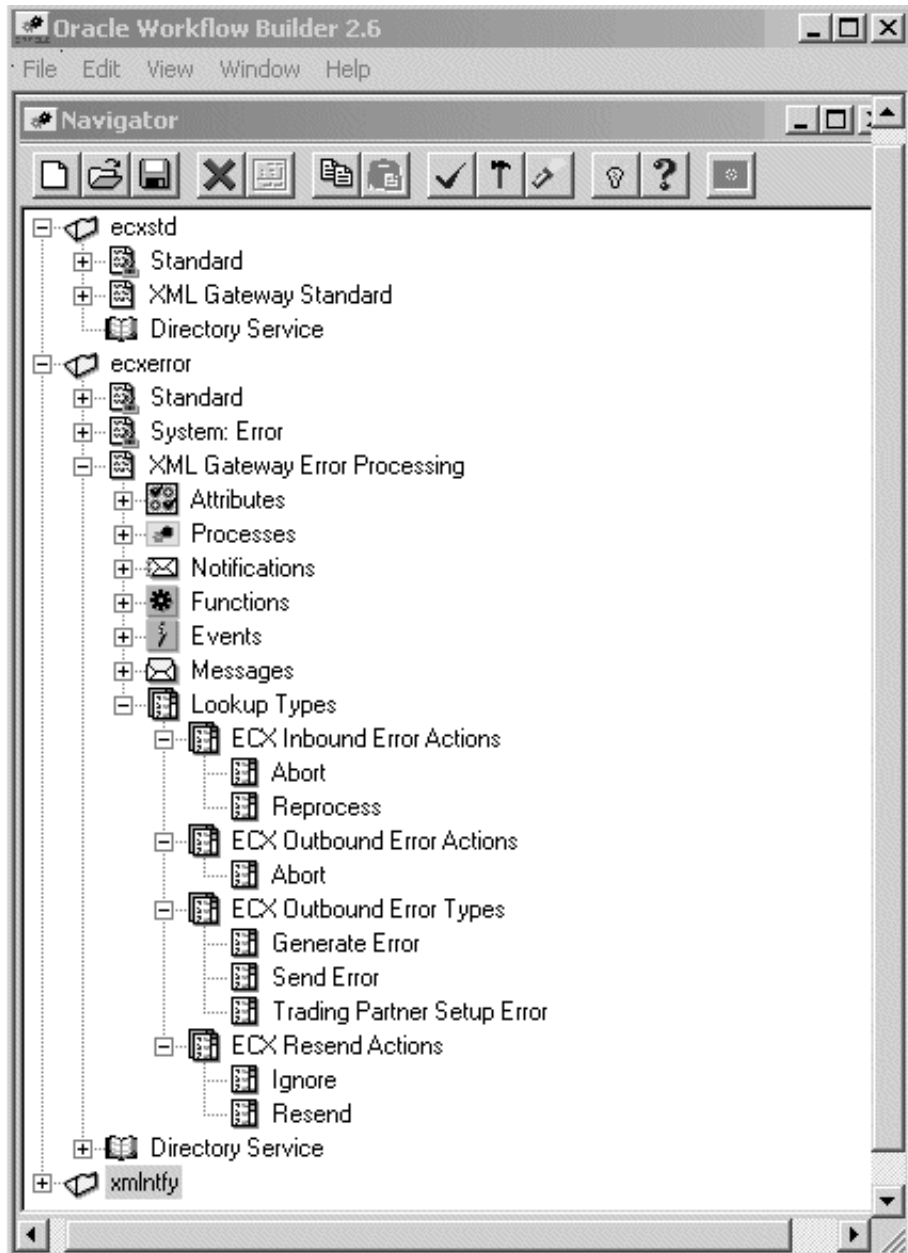 Oracle Workflow Builder 2.6
File Edit View Window Help
Navigator
ecxstd
Standard
XML Gateway Standard
Directory Service
ecxerror
Standard
System: Error
XML Gateway Error Processing
Attributes
Processes
Notifications
Functions
Events
Messages
Lookup Types
ECX Inbound Error Actions
Abort
Reprocess
ECX Outbound Error Actions
Abort
ECX Outbound Error Types
Generate Error
Send Error
Trading Partner Setup Error
ECX Resend Actions
Ignore
Resend
Directory Service
xmlntfy